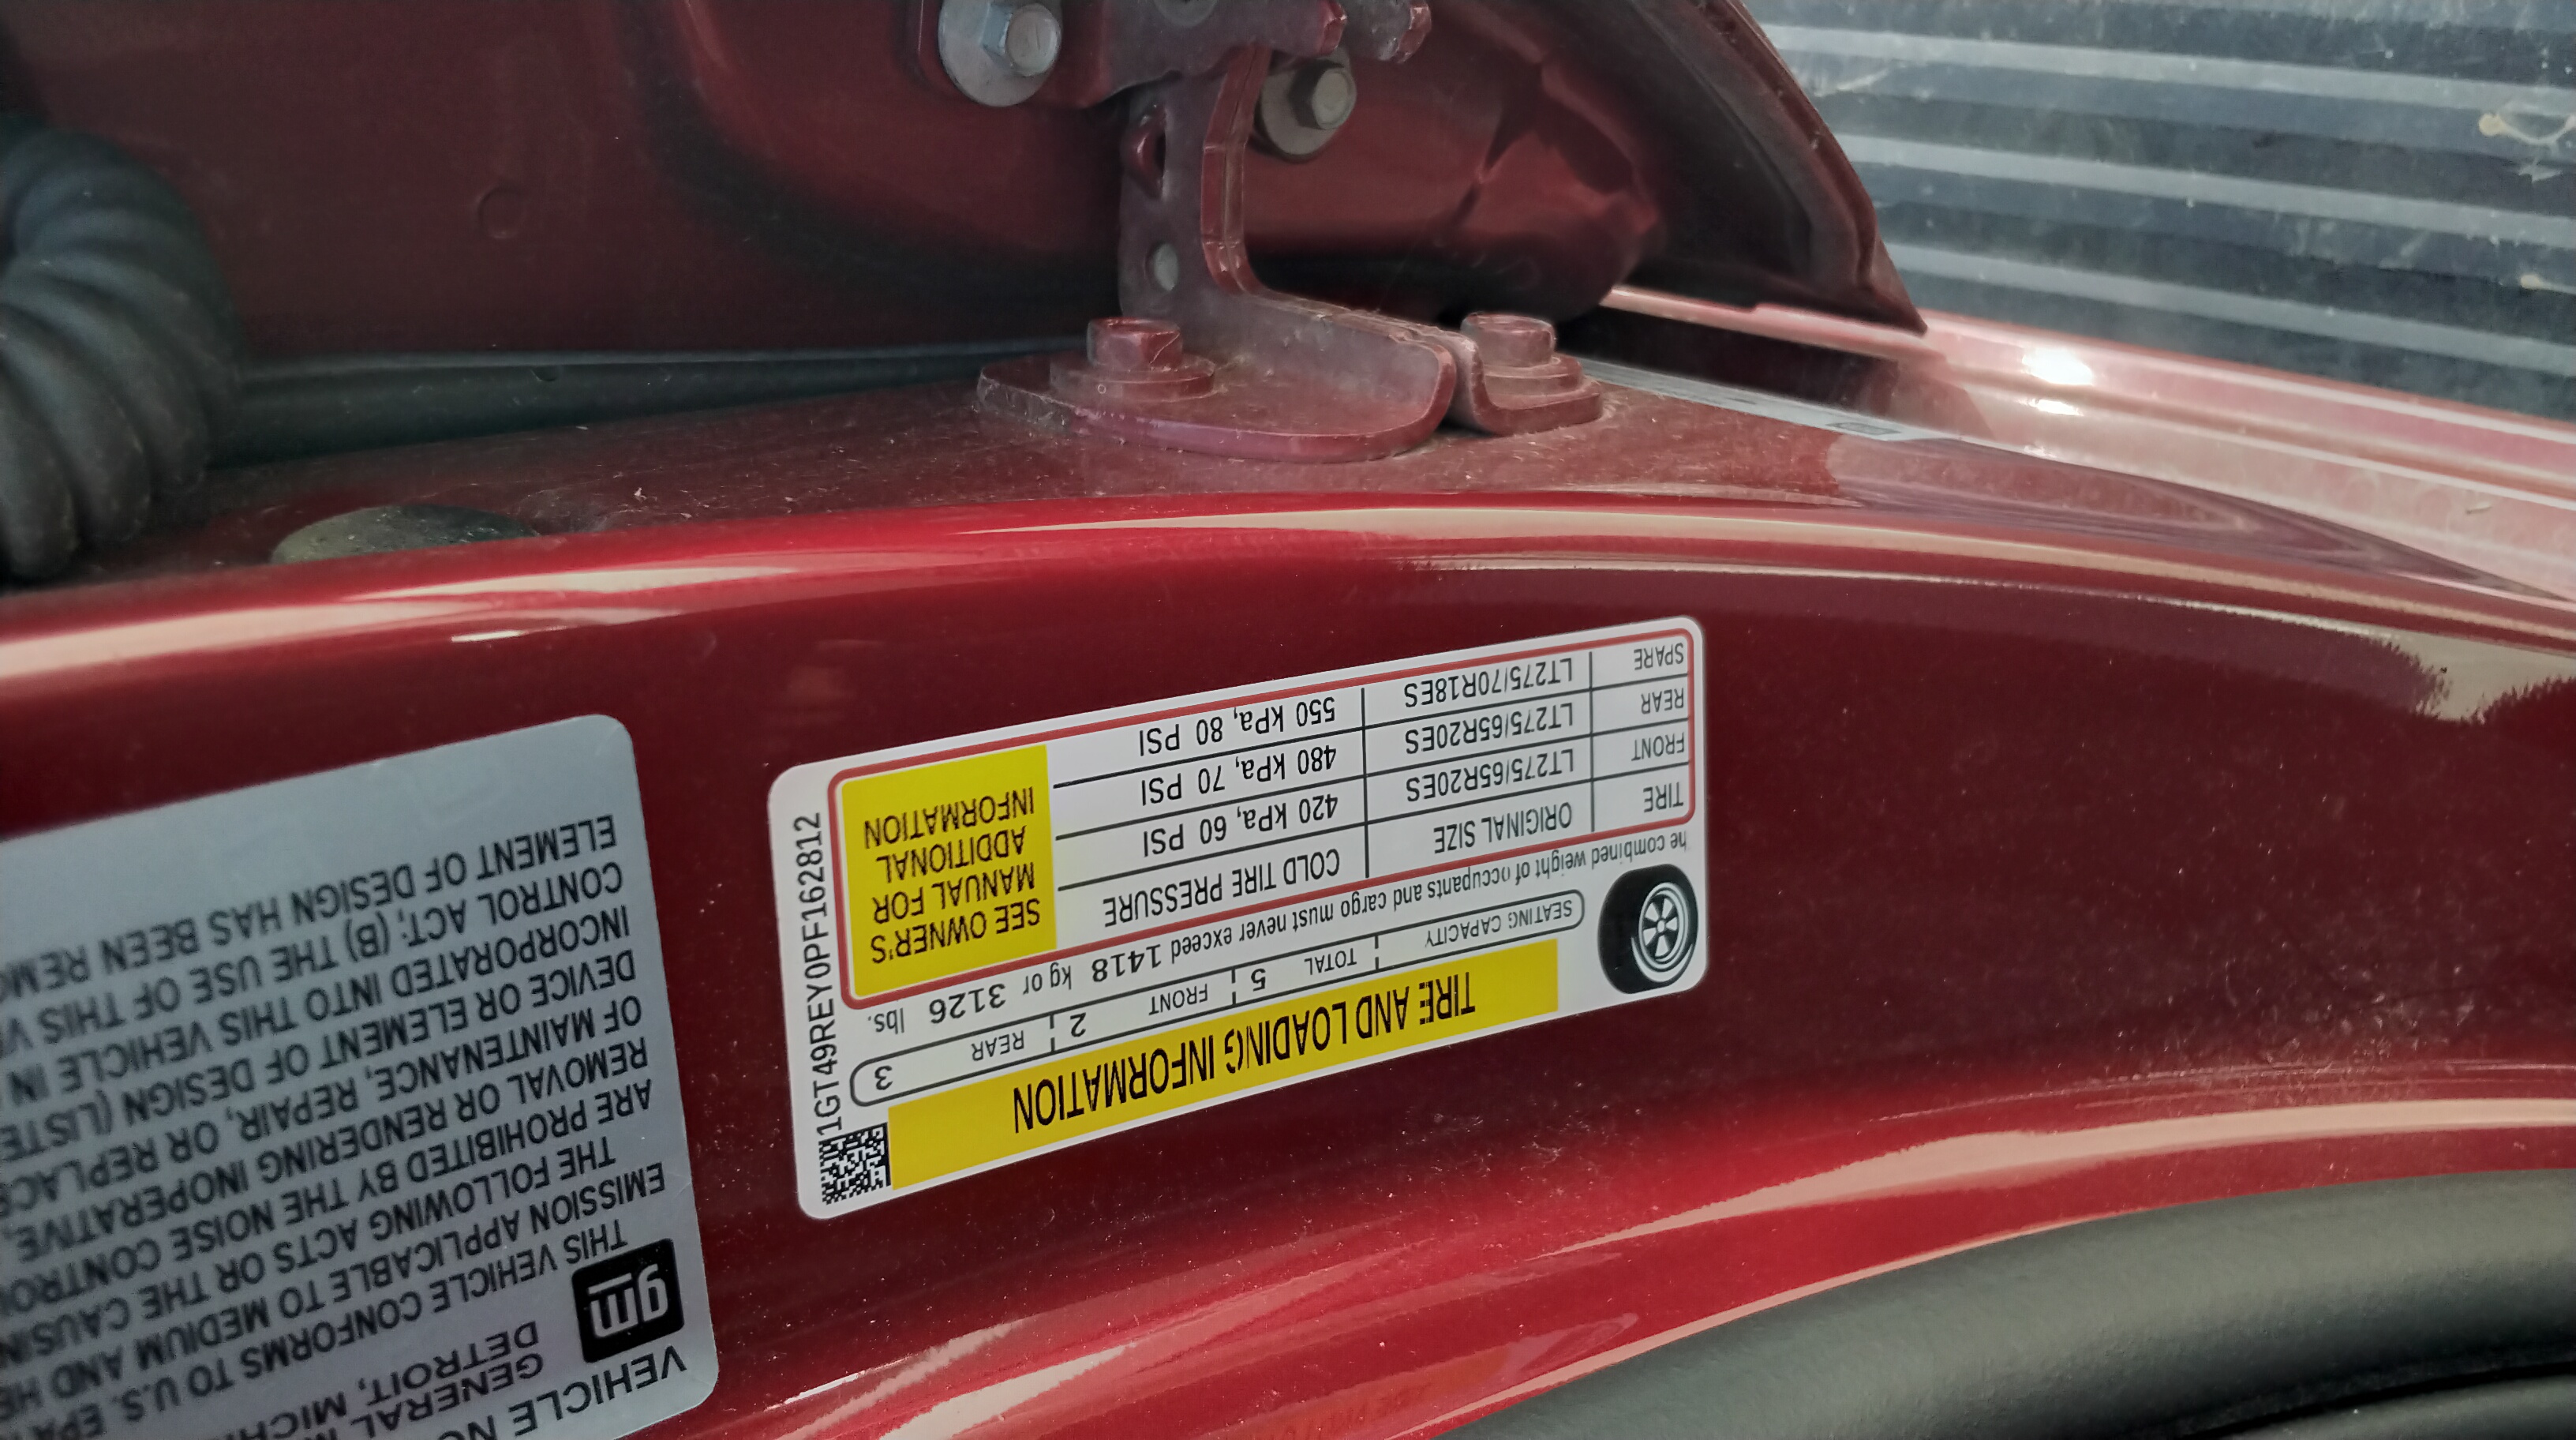 TIRE AND LOADING INFORMATION
SEATING CAPACITY TOTAL 5 FRONT 2 REAR 3
he combined weight of occupants and cargo must never exceed 1418 kg or 3126 lbs.
TIRE ORIGINAL SIZE COLD TIRE PRESSURE
FRONT LT275/65R20ES 420 kPa, 60 PSI
REAR LT275/65R20ES 480 kPa, 70 PSI
SPARE LT275/70R18ES 550 kPa, 80 PSI
SEE OWNER'S
MANUAL FOR
ADDITIONAL
INFORMATION
1GT49REY0PF162812
VEHICLE
GENERAL
DETROIT,
gm
THIS VEHICLE CONFORMS TO U.S. EPA
EMISSION APPLICABLE TO MEDIUM AND
THE FOLLOWING ACTS OR THE
ARE PROHIBITED BY THE NOISE
REMOVAL OR RENDERING INOPERATIVE,
OF MAINTENANCE, REPAIR, OR
DEVICE OR ELEMENT OF DESIGN
INCORPORATED INTO THIS VEHICLE IN
CONTROL ACT; (B) THE USE OF THIS
ELEMENT OF DESIGN HAS BEEN